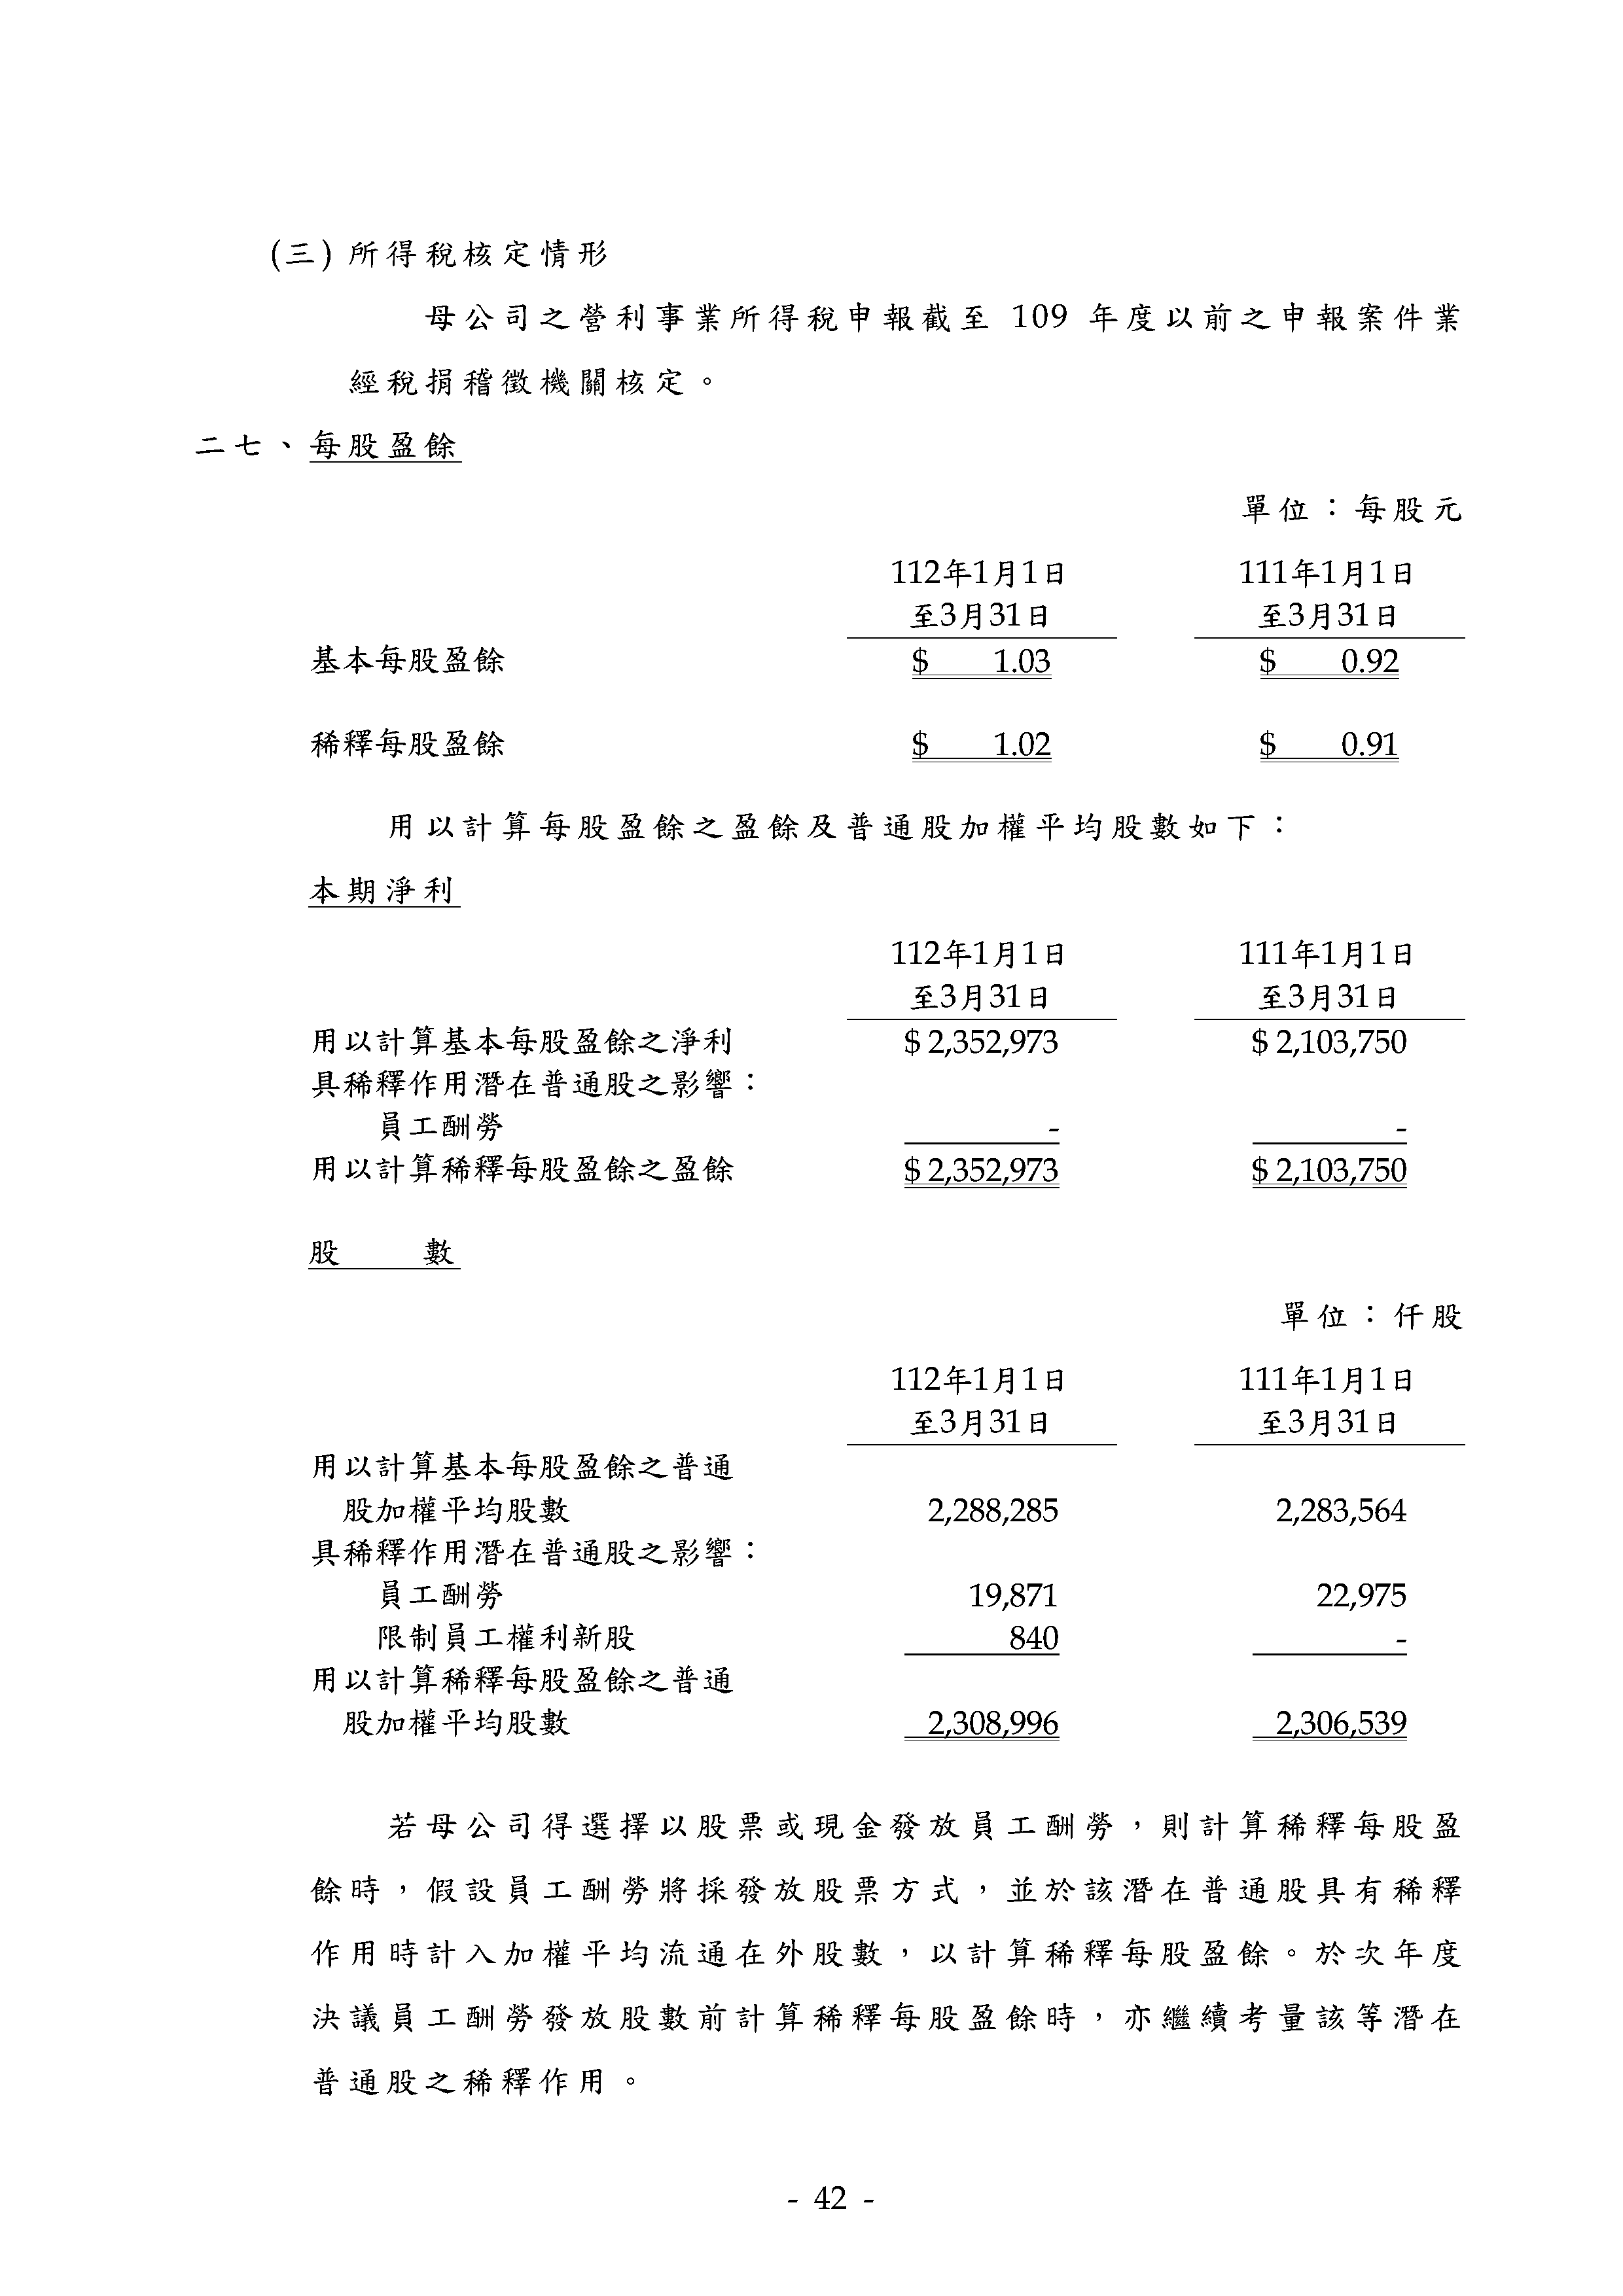 (三) 所得稅核定情形
母公司之營利事業所得稅申報截至 109 年度以前之申報案件業
經稅捐稽徵機關核定。
二七、每股盈餘
單位：每股元
112年1月1日 111年1月1日
至3月31日 至3月31日
基本每股盈餘 $ 1.03 $ 0.92
稀釋每股盈餘 $ 1.02 $ 0.91
用以計算每股盈餘之盈餘及普通股加權平均股數如下：
本期淨利
112年1月1日 111年1月1日
至3月31日 至3月31日
用以計算基本每股盈餘之淨利 $ 2,352,973 $ 2,103,750
具稀釋作用潛在普通股之影響：
員工酬勞 - -
用以計算稀釋每股盈餘之盈餘 $ 2,352,973 $ 2,103,750
股 數
單位：仟股
112年1月1日 111年1月1日
至3月31日 至3月31日
用以計算基本每股盈餘之普通
股加權平均股數 2,288,285 2,283,564
具稀釋作用潛在普通股之影響：
員工酬勞 19,871 22,975
限制員工權利新股 840 -
用以計算稀釋每股盈餘之普通
股加權平均股數 2,308,996 2,306,539
若母公司得選擇以股票或現金發放員工酬勞，則計算稀釋每股盈
餘時，假設員工酬勞將採發放股票方式，並於該潛在普通股具有稀釋
作用時計入加權平均流通在外股數，以計算稀釋每股盈餘。於次年度
決議員工酬勞發放股數前計算稀釋每股盈餘時，亦繼續考量該等潛在
普通股之稀釋作用。
- 42 -